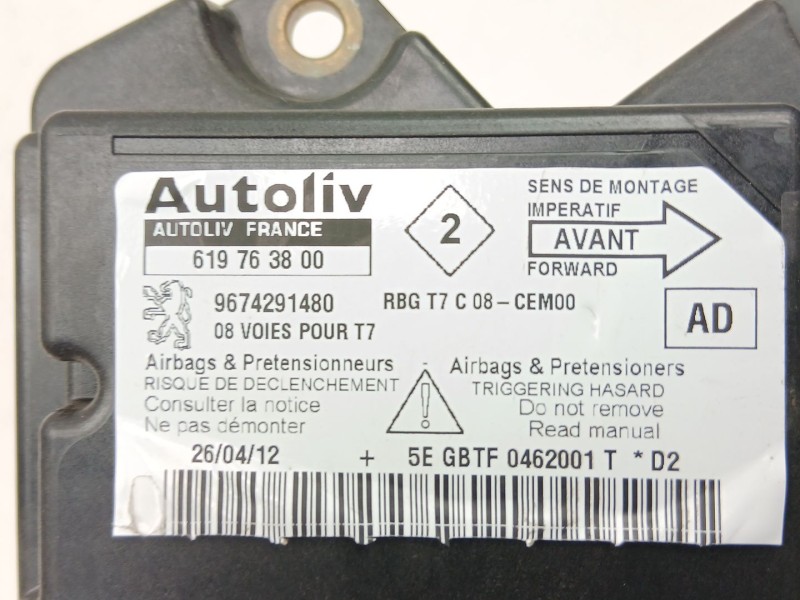 Autoliv
AUTOLIV FRANCE
619 76 38 00
2
SENS DE MONTAGE
IMPERATIF
AVANT
FORWARD
9674291480 RBG T7 C 08-CEM00
08 VOIES POUR T7
AD
Airbags & Pretensionneurs
RISQUE DE DECLENCHEMENT
Consulter la notice
Ne pas démonter
!
Airbags & Pretensioners
TRIGGERING HASARD
Do not remove
Read manual
26/04/12 + 5E GBTF 0462001 T *D2